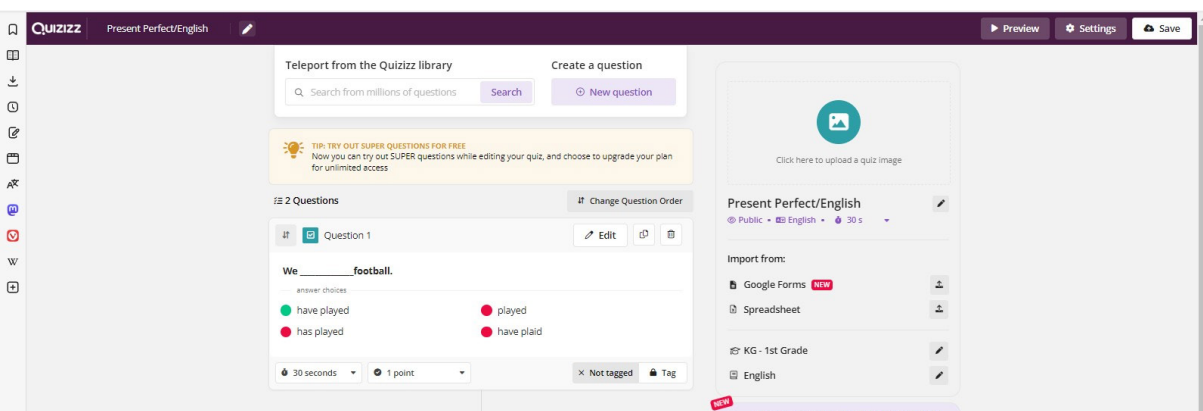 QUIZIZZ
Present Perfect/English
Preview
Settings
Save
Teleport from the Quizizz library
Search from millions of questions
Search
Create a question
New question
TIP: TRY OUT SUPER QUESTIONS FOR FREE
Now you can try out SUPER questions while editing your quiz, and choose to upgrade your plan
for unlimited access
2 Questions
Change Question Order
Question 1
Edit
We ____________football.
answer choices
have played
played
has played
have plaid
30 seconds
1 point
× Not tagged
Tag
Click here to upload a quiz image
Present Perfect/English
Public • English • 30 s
Import from:
Google Forms NEW
Spreadsheet
KG - 1st Grade
English
NEW